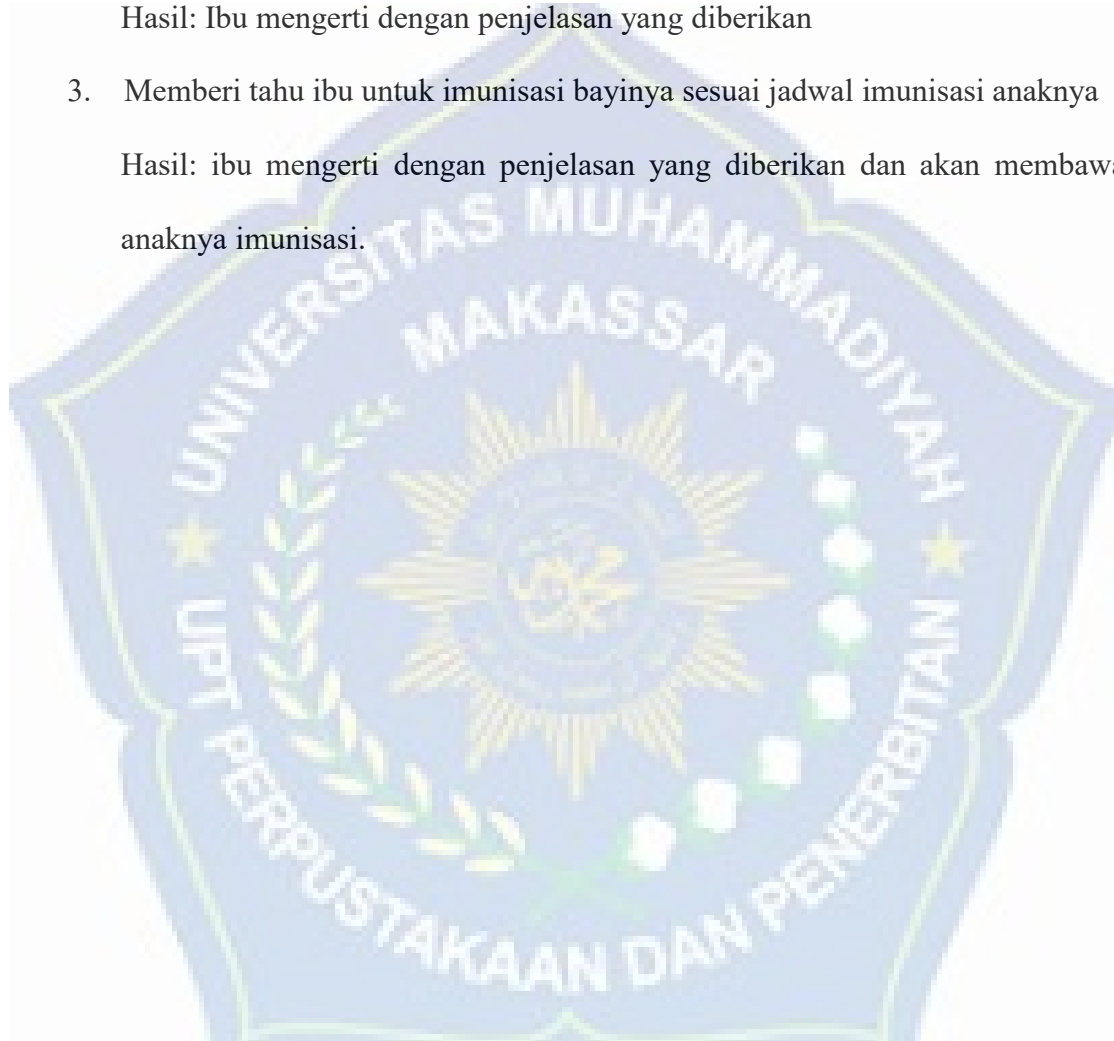 Hasil: Ibu mengerti dengan penjelasan yang diberikan
3. Memberi tahu ibu untuk imunisasi bayinya sesuai jadwal imunisasi anaknya
Hasil: ibu mengerti dengan penjelasan yang diberikan dan akan membawa
anaknya imunisasi.
UNIVERSITAS MUHAMMADIYAH
MAKASSAR
UPT PERPUSTAKAAN DAN PENERBITAN